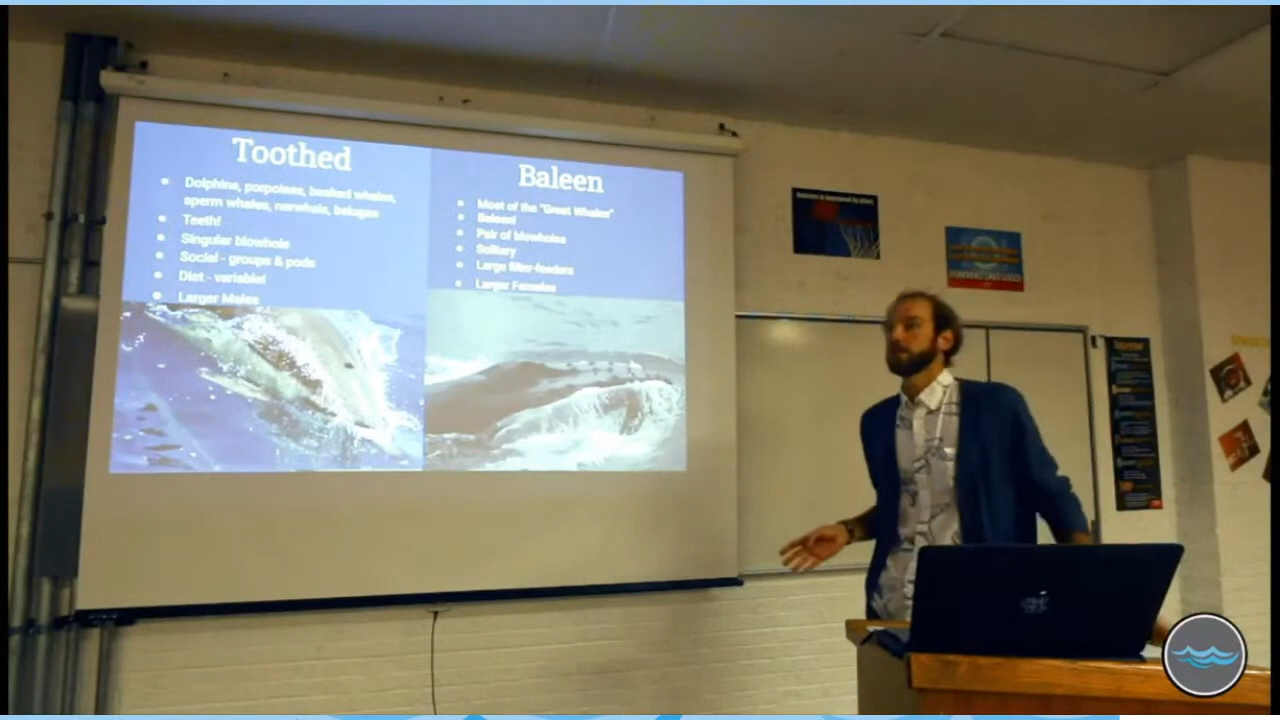 Toothed
Dolphins, porpoises, beaked whales,
sperm whales, narwhals, belugas
Teeth!
Singular blowhole
Social - groups & pods
Diet - variable!
Larger Males
Baleen
Most of the "Great Whales"
Baleen!
Pair of blowholes
Solitary
Large filter-feeders
Larger Females